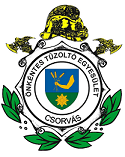 ÖNKÉNTES TŰZOLTÓ EGYESÜLET
CSORVÁS